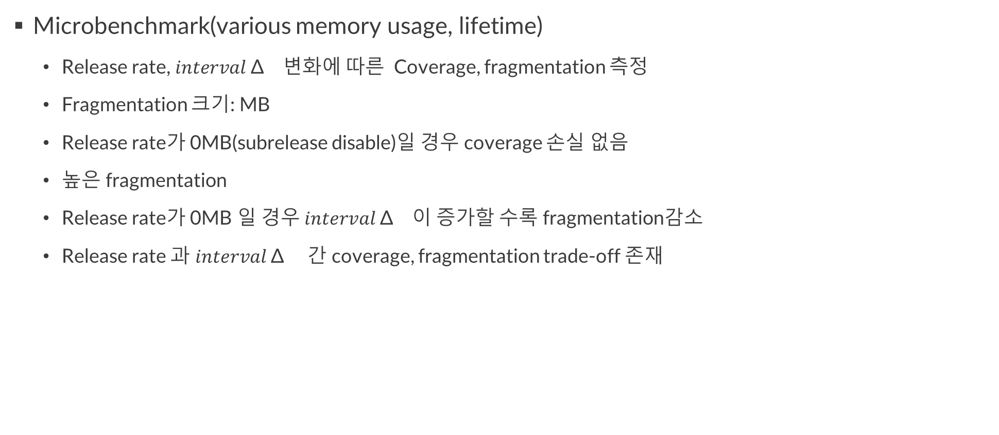 ▪ Microbenchmark(various memory usage, lifetime)
• Release rate, interval Δ 변화에 따른 Coverage, fragmentation 측정
• Fragmentation 크기: MB
• Release rate가 0MB(subrelease disable)일 경우 coverage 손실 없음
• 높은 fragmentation
• Release rate가 0MB 일 경우 interval Δ 이 증가할 수록 fragmentation감소
• Release rate 과 interval Δ 간 coverage, fragmentation trade-off 존재